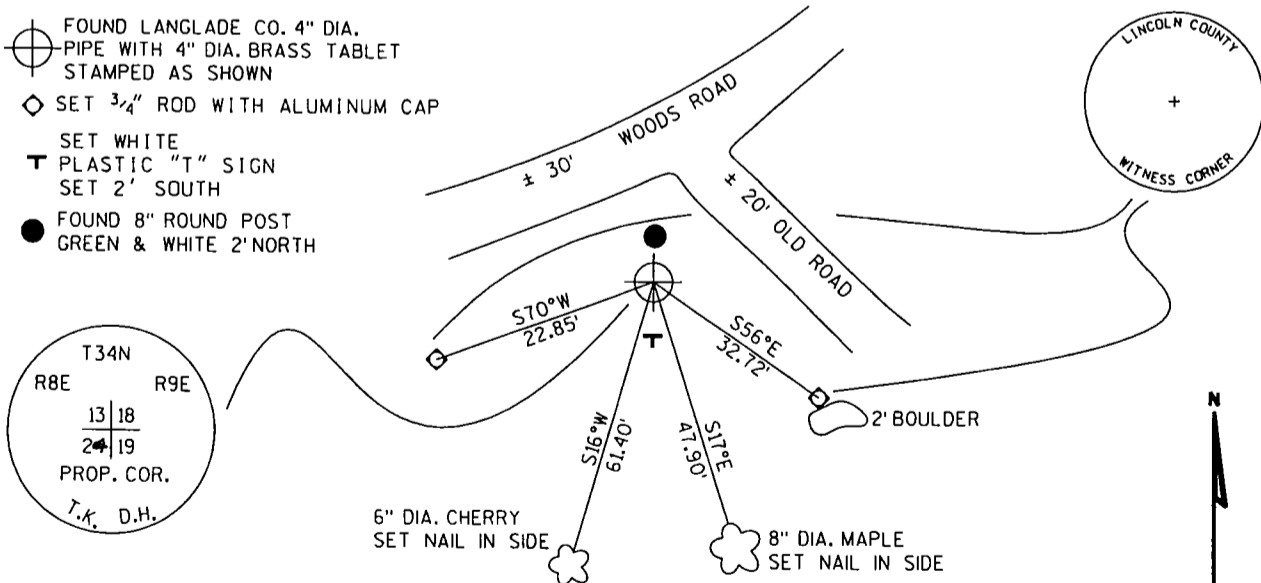 FOUND LANGLADE CO. 4" DIA.
PIPE WITH 4" DIA. BRASS TABLET
STAMPED AS SHOWN
SET 3/4" ROD WITH ALUMINUM CAP
SET WHITE
PLASTIC "T" SIGN
SET 2' SOUTH
FOUND 8" ROUND POST
GREEN & WHITE 2' NORTH
± 30' WOODS ROAD
± 20' OLD ROAD
LINCOLN COUNTY
WITNESS CORNER
S70°W
22.85'
T
S56°E
32.72'
S16°W
61.40'
S17°E
47.90'
2' BOULDER
T34N
R8E R9E
13 18
24 19
PROP. COR.
T.K. D.H.
6" DIA. CHERRY
SET NAIL IN SIDE
8" DIA. MAPLE
SET NAIL IN SIDE
N